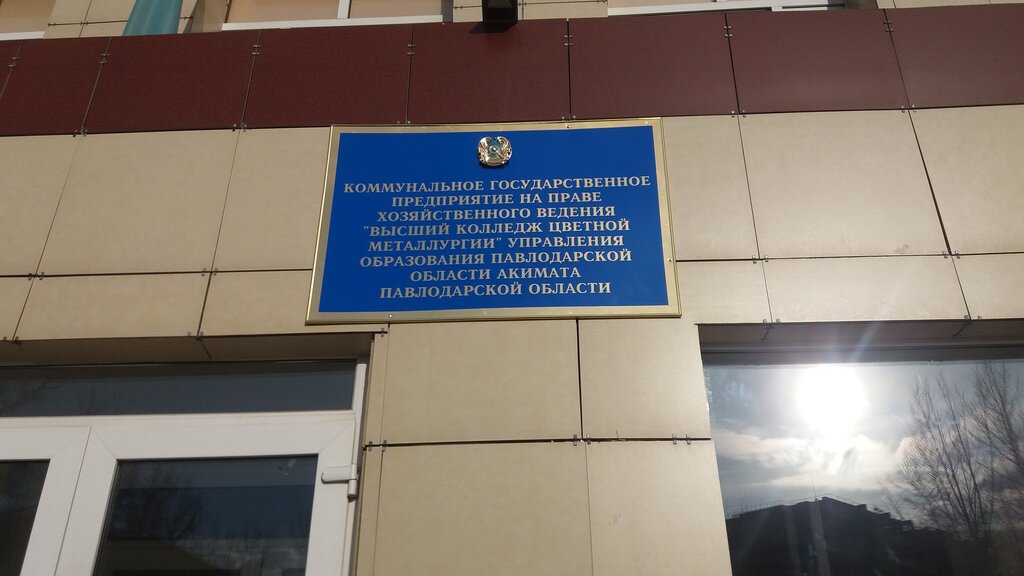 КОММУНАЛЬНОЕ ГОСУДАРСТВЕННОЕ
ПРЕДПРИЯТИЕ НА ПРАВЕ
ХОЗЯЙСТВЕННОГО ВЕДЕНИЯ
"ВЫСШИЙ КОЛЛЕДЖ ЦВЕТНОЙ
МЕТАЛЛУРГИИ" УПРАВЛЕНИЯ
ОБРАЗОВАНИЯ ПАВЛОДАРСКОЙ
ОБЛАСТИ АКИМАТА
ПАВЛОДАРСКОЙ ОБЛАСТИ